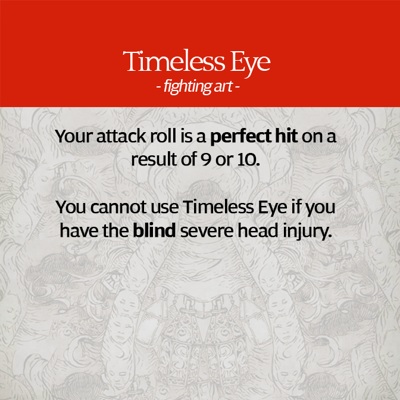 Timeless Eye
- fighting art -
Your attack roll is a perfect hit on a
result of 9 or 10.
You cannot use Timeless Eye if you
have the blind severe head injury.